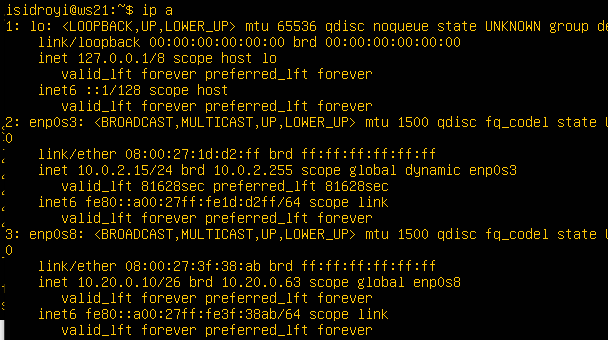 isidroyi@ws21:~$ ip a
1: lo: <LOOPBACK,UP,LOWER_UP> mtu 65536 qdisc noqueue state UNKNOWN group de
link/loopback 00:00:00:00:00:00 brd 00:00:00:00:00:00
inet 127.0.0.1/8 scope host lo
valid_lft forever preferred_lft forever
inet6 ::1/128 scope host
valid_lft forever preferred_lft forever
2: enp0s3: <BROADCAST,MULTICAST,UP,LOWER_UP> mtu 1500 qdisc fq_codel state U
0
link/ether 08:00:27:1d:d2:ff brd ff:ff:ff:ff:ff:ff
inet 10.0.2.15/24 brd 10.0.2.255 scope global dynamic enp0s3
valid_lft 81628sec preferred_lft 81628sec
inet6 fe80::a00:27ff:fe1d:d2ff/64 scope link
valid_lft forever preferred_lft forever
3: enp0s8: <BROADCAST,MULTICAST,UP,LOWER_UP> mtu 1500 qdisc fq_codel state U
0
link/ether 08:00:27:3f:38:ab brd ff:ff:ff:ff:ff:ff
inet 10.20.0.10/26 brd 10.20.0.63 scope global enp0s8
valid_lft forever preferred_lft forever
inet6 fe80::a00:27ff:fe3f:38ab/64 scope link
valid_lft forever preferred_lft forever